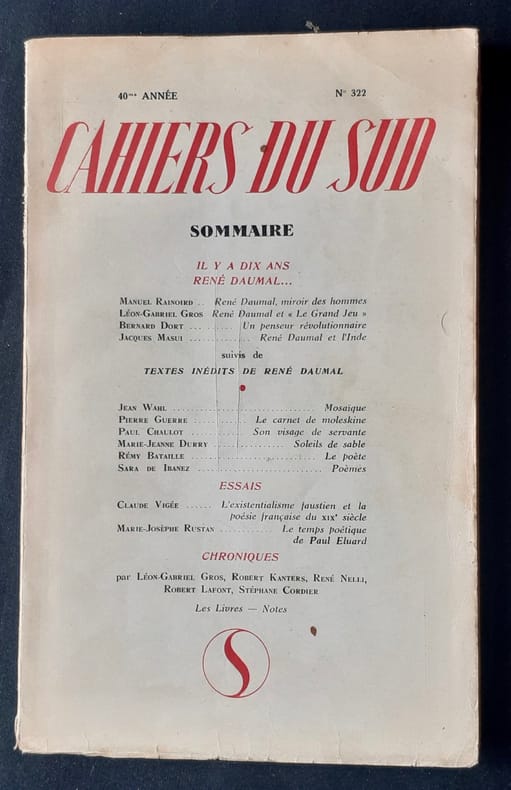 40ᵐᵉ ANNÉE N° 322
CAHIERS DU SUD
SOMMAIRE
IL Y A DIX ANS
RENÉ DAUMAL...
MANUEL RAINOIRD .. René Daumal, miroir des hommes
LÉON-GABRIEL GROS René Daumal et « Le Grand Jeu »
BERNARD DORT ......... Un penseur révolutionnaire
JACQUES MASUI ............. René Daumal et l'Inde
suivis de
TEXTES INÉDITS DE RENÉ DAUMAL
JEAN WAHL .............................. Mosaïque
PIERRE GUERRE ........... Le carnet de moleskine
PAUL CHAULOT ............ Son visage de servante
MARIE-JEANNE DURRY ............ Soleils de sable
RÉMY BATAILLE .......................... Le poète
SARA DE IBANEZ ......................... Poèmes
ESSAIS
CLAUDE VIGÉE ...... L'existentialisme faustien et la
poésie française du XIXᵉ siècle
MARIE-JOSÈPHE RUSTAN ............ Le temps poétique
de Paul Eluard
CHRONIQUES
par LÉON-GABRIEL GROS, ROBERT KANTERS, RENÉ NELLI,
ROBERT LAFONT, STÉPHANE CORDIER
Les Livres — Notes
S